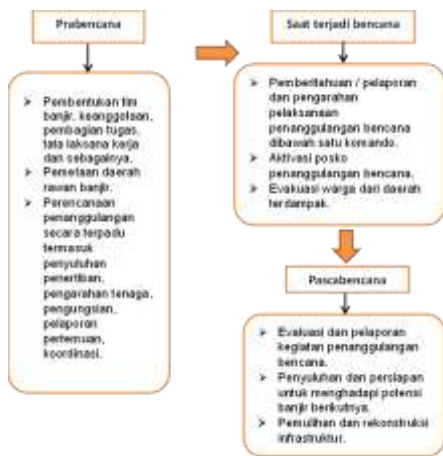 Prabencana
Pembentukan tim
banjir, keanggotaan,
pembagian tugas,
tata laksana kerja
dan sebagainya.
Pemetaan daerah
rawan banjir.
Perencanaan
penanggulangan
secara terpadu
termasuk
penyuluhan
penertiban,
pengarahan tenaga,
pengungsian,
pelaporan
pertemuan,
koordinasi.
Saat terjadi bencana
Pemberitahuan / pelaporan
dan pengarahan
pelaksanaan
penanggulangan bencana
dibawah satu komando.
Aktivasi posko
penanggulangan bencana.
Evakuasi warga dari daerah
terdampak.
Pascabencana
Evaluasi dan pelaporan
kegiatan penanggulangan
bencana.
Penyuluhan dan persiapan
untuk menghadapi potensi
banjir berikutnya.
Pemulihan dan rekonstruksi
infrastruktur.